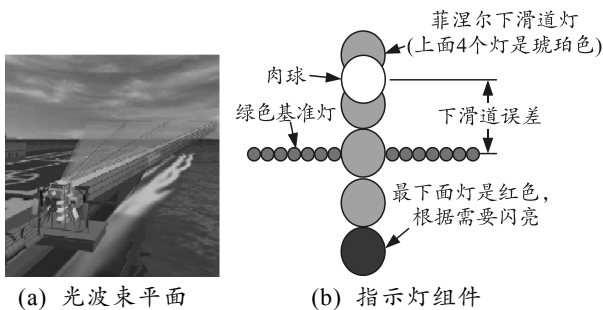 菲涅尔下滑道灯
(上面4个灯是琥珀色)
肉球
绿色基准灯
下滑道误差
最下面灯是红色，
根据需要闪亮
(a) 光波束平面
(b) 指示灯组件